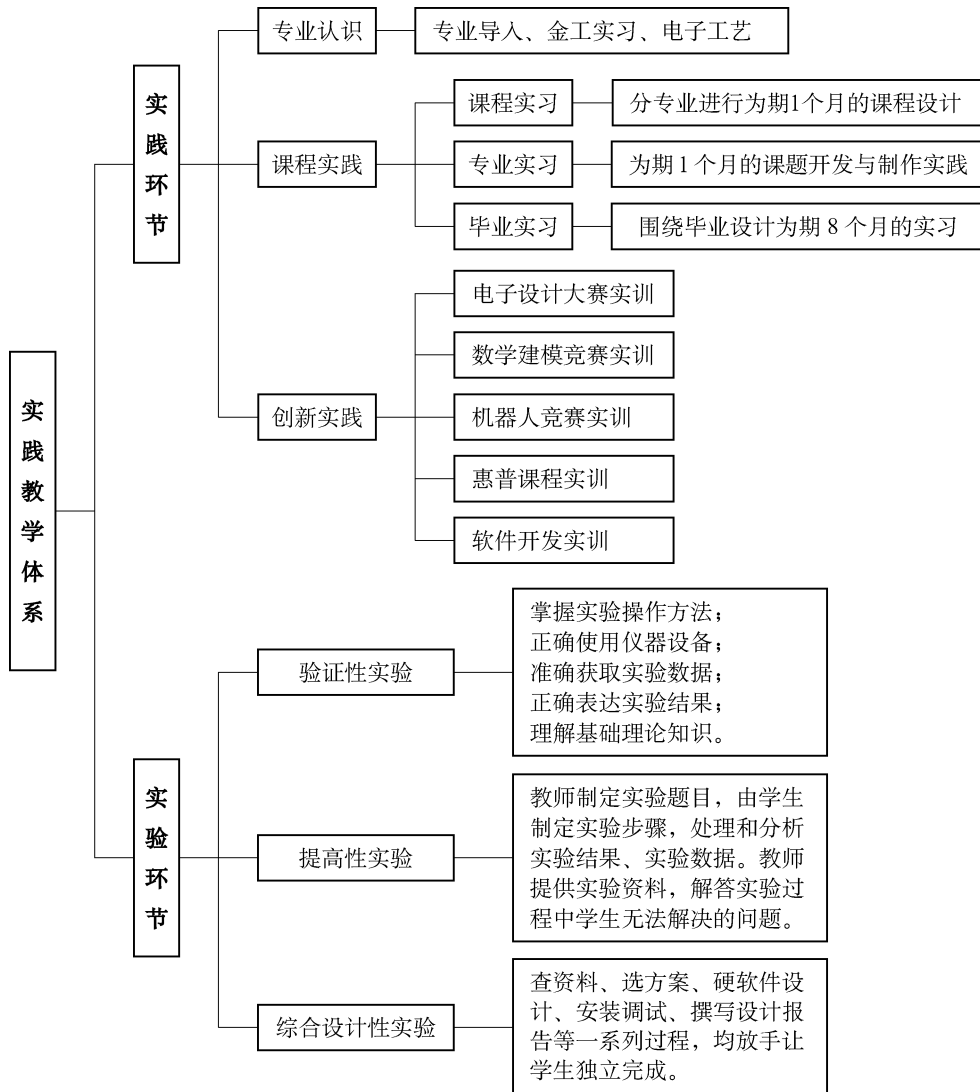 实践教学体系
实践环节
专业认识
专业导入、金工实习、电子工艺
课程实践
课程实习
分专业进行为期1个月的课程设计
专业实习
为期1个月的课题开发与制作实践
毕业实习
围绕毕业设计为期8个月的实习
创新实践
电子设计大赛实训
数学建模竞赛实训
机器人竞赛实训
惠普课程实训
软件开发实训
实验环节
验证性实验
掌握实验操作方法；
正确使用仪器设备；
准确获取实验数据；
正确表达实验结果；
理解基础理论知识。
提高性实验
教师制定实验题目，由学生
制定实验步骤，处理和分析
实验结果、实验数据。教师
提供实验资料，解答实验过
程中学生无法解决的问题。
综合设计性实验
查资料、选方案、硬软件设
计、安装调试、撰写设计报
告等一系列过程，均放手让
学生独立完成。